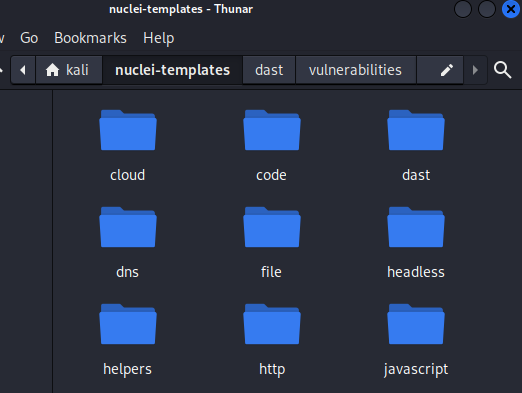 nuclei-templates - Thunar
Go Bookmarks Help
kali nuclei-templates dast vulnerabilities
cloud code dast
dns file headless
helpers http javascript